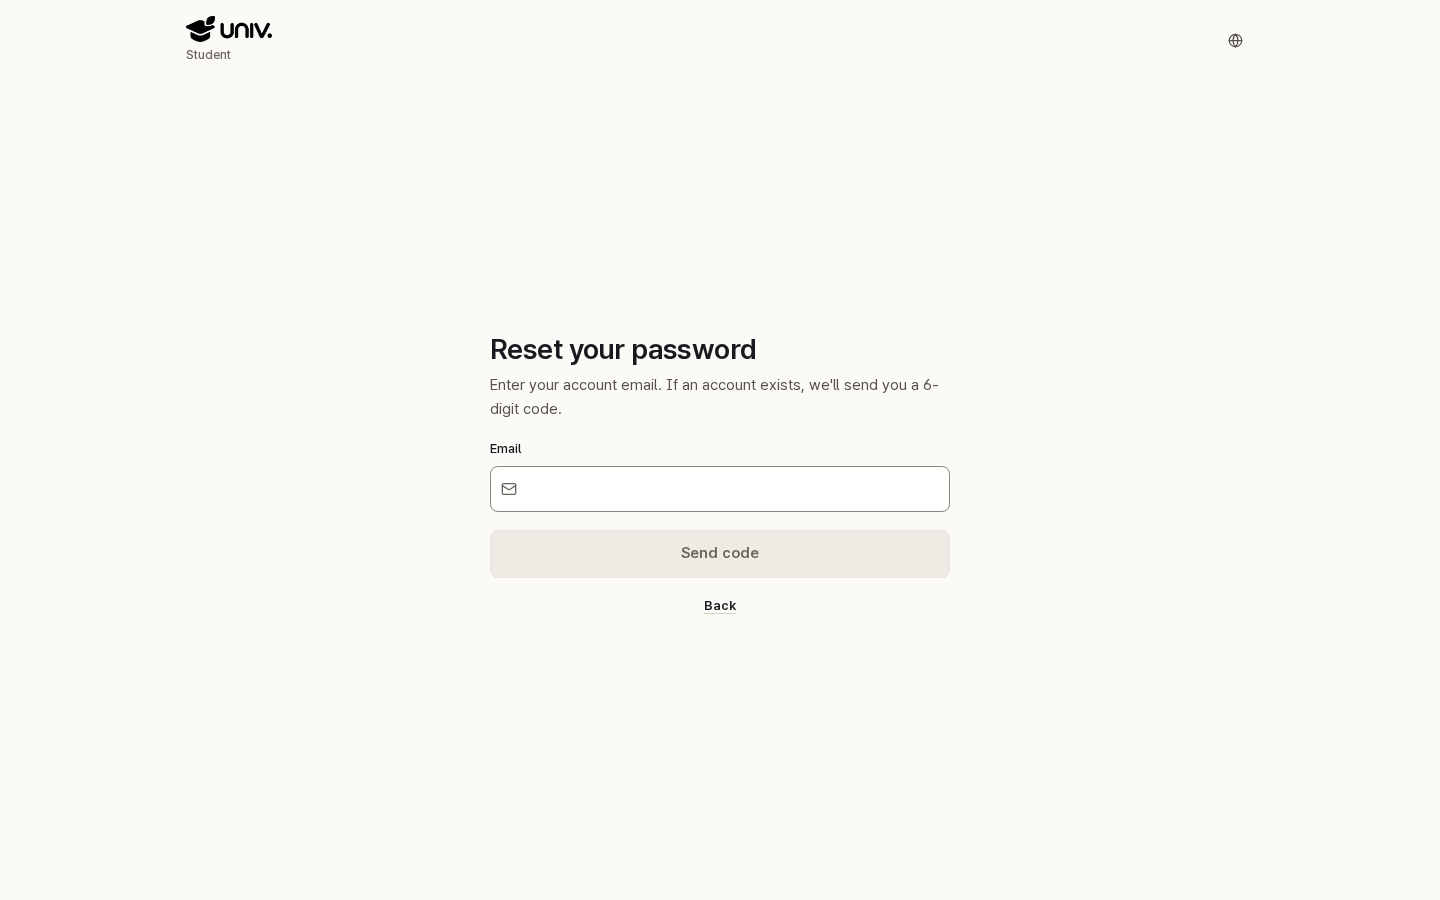 univ.
Student
Reset your password
Enter your account email. If an account exists, we'll send you a 6-
digit code.
Email
Send code
Back